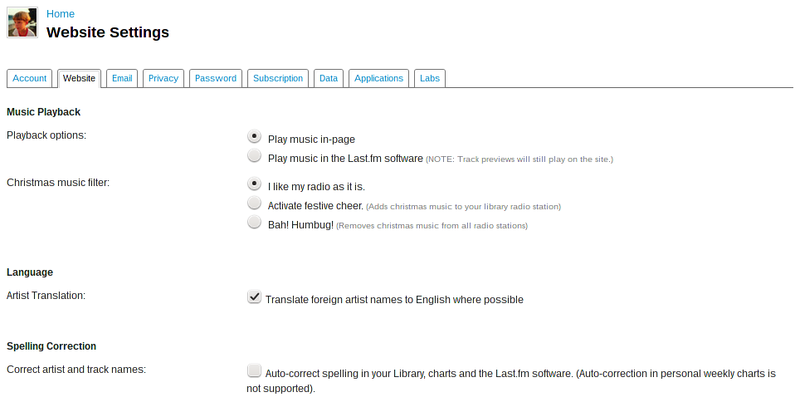 Home
Website Settings
Account Website Email Privacy Password Subscription Data Applications Labs
Music Playback
Playback options:
Play music in-page
Play music in the Last.fm software (NOTE: Track previews will still play on the site.)
Christmas music filter:
I like my radio as it is.
Activate festive cheer. (Adds christmas music to your library radio station)
Bah! Humbug! (Removes christmas music from all radio stations)
Language
Artist Translation:
Translate foreign artist names to English where possible
Spelling Correction
Correct artist and track names:
Auto-correct spelling in your Library, charts and the Last.fm software. (Auto-correction in personal weekly charts is
not supported).